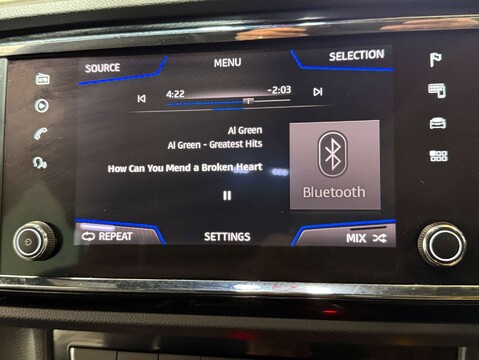 SOURCE
MENU
SELECTION
4:22
-2:03
Al Green
Al Green - Greatest Hits
How Can You Mend a Broken Heart
Bluetooth
REPEAT
SETTINGS
MIX